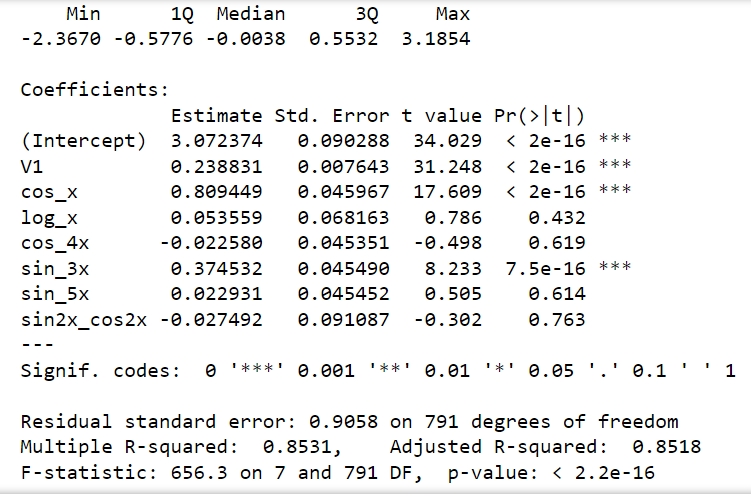 Min      1Q  Median      3Q     Max
-2.3670 -0.5776 -0.0038  0.5532  3.1854

Coefficients:
             Estimate Std. Error t value Pr(>|t|)
(Intercept)  3.072374   0.090288  34.029  < 2e-16 ***
V1           0.238831   0.007643  31.248  < 2e-16 ***
cos_x        0.809449   0.045967  17.609  < 2e-16 ***
log_x        0.053559   0.068163   0.786    0.432
cos_4x      -0.022580   0.045351  -0.498    0.619
sin_3x       0.374532   0.045490   8.233  7.5e-16 ***
sin_5x       0.022931   0.045452   0.505    0.614
sin2x_cos2x -0.027492   0.091087  -0.302    0.763
---
Signif. codes:  0 '***' 0.001 '**' 0.01 '*' 0.05 '.' 0.1 ' ' 1

Residual standard error: 0.9058 on 791 degrees of freedom
Multiple R-squared:  0.8531,    Adjusted R-squared:  0.8518
F-statistic: 656.3 on 7 and 791 DF,  p-value: < 2.2e-16